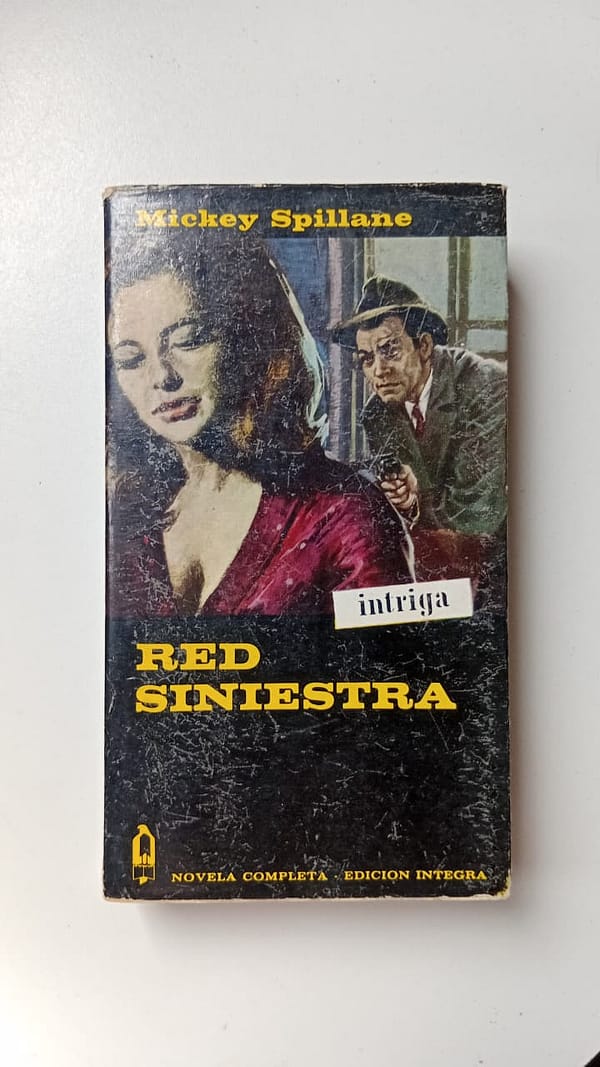 Mickey Spillane
intriga
RED
SINIESTRA
NOVELA COMPLETA - EDICION INTEGRA